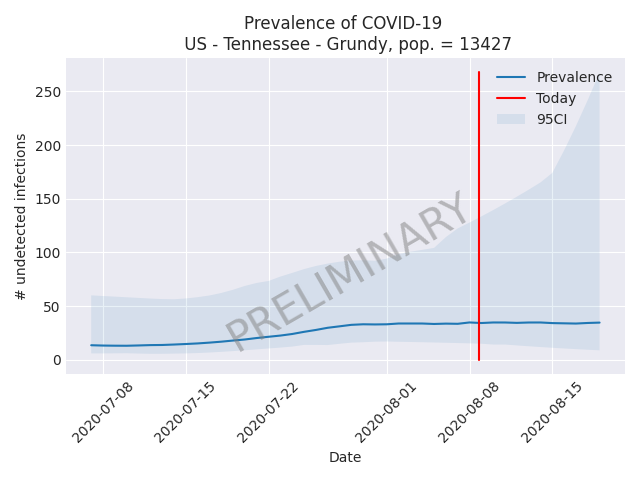 Prevalence of COVID-19
US - Tennessee - Grundy, pop. = 13427
# undetected infections
250
200
150
100
50
0
Prevalence
Today
95CI
PRELIMINARY
2020-07-08
2020-07-15
2020-07-22
2020-08-01
2020-08-08
2020-08-15
Date